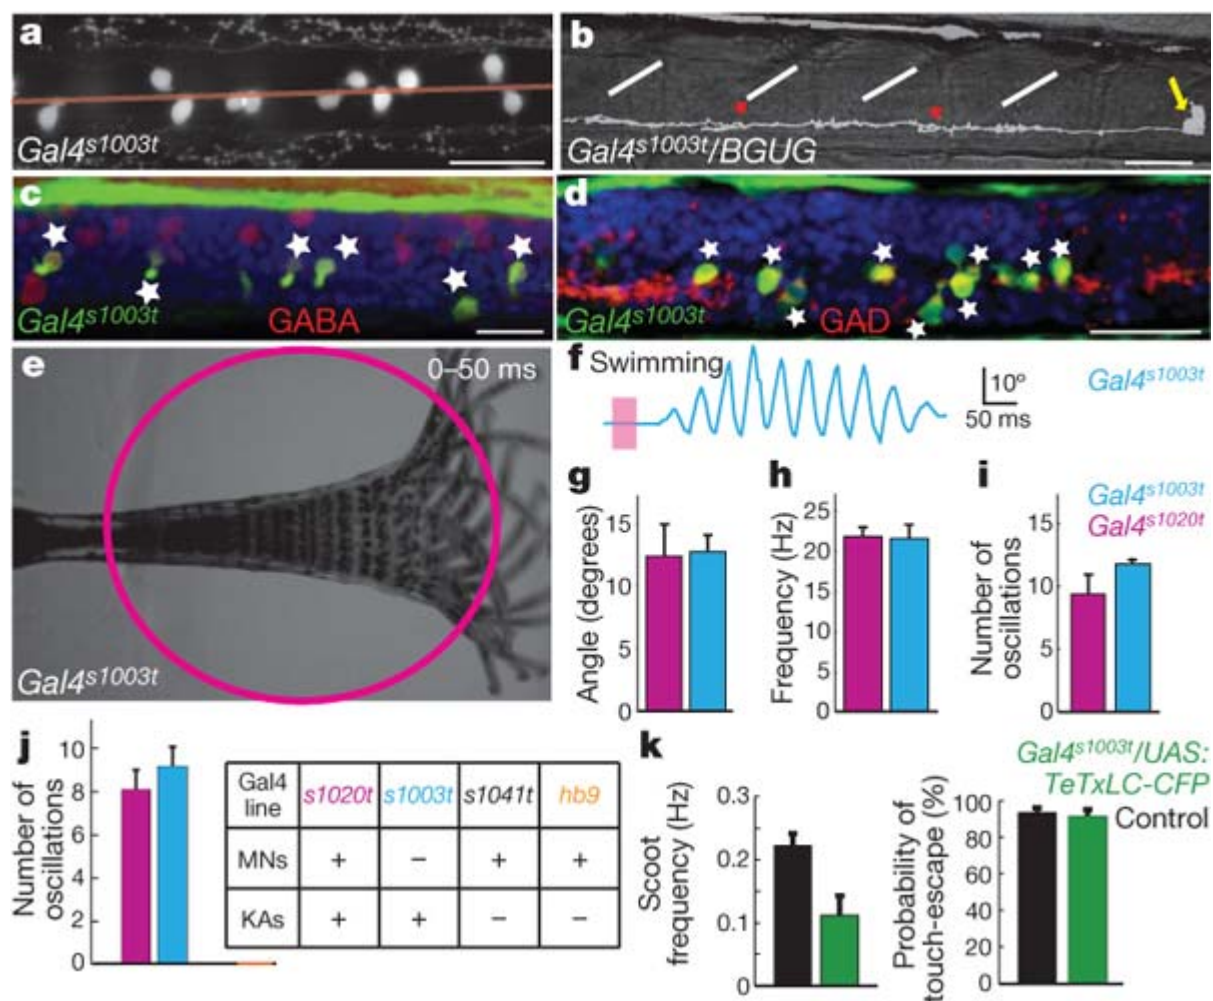 a
Gal4s1003t
b
Gal4s1003t/BGUG
c
Gal4s1003t
GABA
d
Gal4s1003t
GAD
e
0–50 ms
Gal4s1003t
f Swimming
10º
50 ms
Gal4s1003t
g
Angle (degrees)
15
10
5
0
h
Frequency (Hz)
25
20
15
10
5
0
i
Gal4s1003t
Gal4s1020t
Number of
oscillations
15
10
5
0
j
Number of
oscillations
10
8
6
4
2
0
Gal4 line s1020t s1003t s1041t hb9
MNs + – + +
KAs + + – –
k
Gal4s1003t/UAS:
TeTxLC-CFP
Control
Scoot
frequency (Hz)
0.3
0.2
0.1
0
Probability of
touch-escape (%)
100
80
60
40
20
0